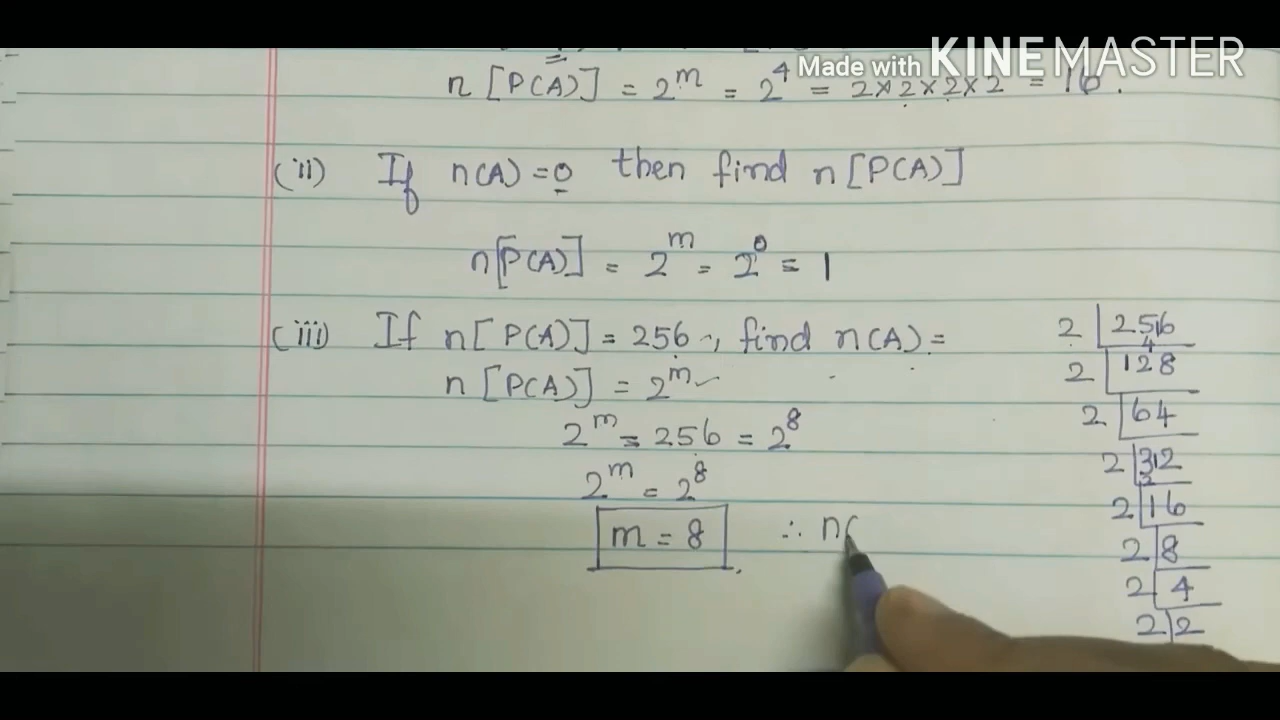 Made with KINEMASTER
n [P(A)] = 2^m = 2^4 = 2×2×2×2 = 16.
(ii) If n(A) = 0 then find n [P(A)]
n[P(A)] = 2^m = 2^0 = 1
(iii) If n[P(A)] = 256, find n(A) =
n [P(A)] = 2^m
2^m = 256 = 2^8
2^m = 2^8
m = 8 ∴ n(
2 256
2 128
2 64
2 32
2 16
2 8
2 4
2 2